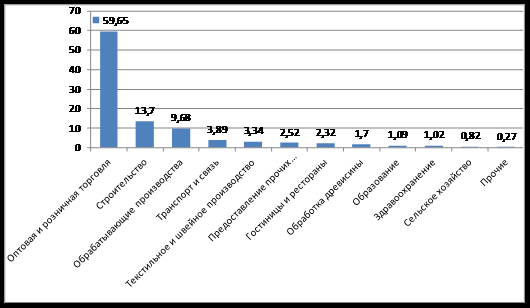 70
60
50
40
30
20
10
0
59,65
13,7
9,68
3,89
3,34
2,52
2,32
1,7
1,09
1,02
0,82
0,27
Оптовая и розничная торговля
Строительство
Обрабатывающие производства
Транспорт и связь
Текстильное и швейное производство
Предоставление прочих...
Гостиницы и рестораны
Обработка древисины
Образование
Здравоохранение
Сельское хозяйство
Прочие